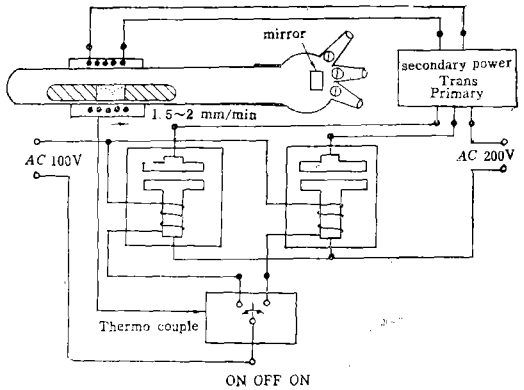 mirror
secondary power
Trans
Primary
1.5~2 mm/min
AC 100V
AC 200V
Thermo couple
ON OFF ON